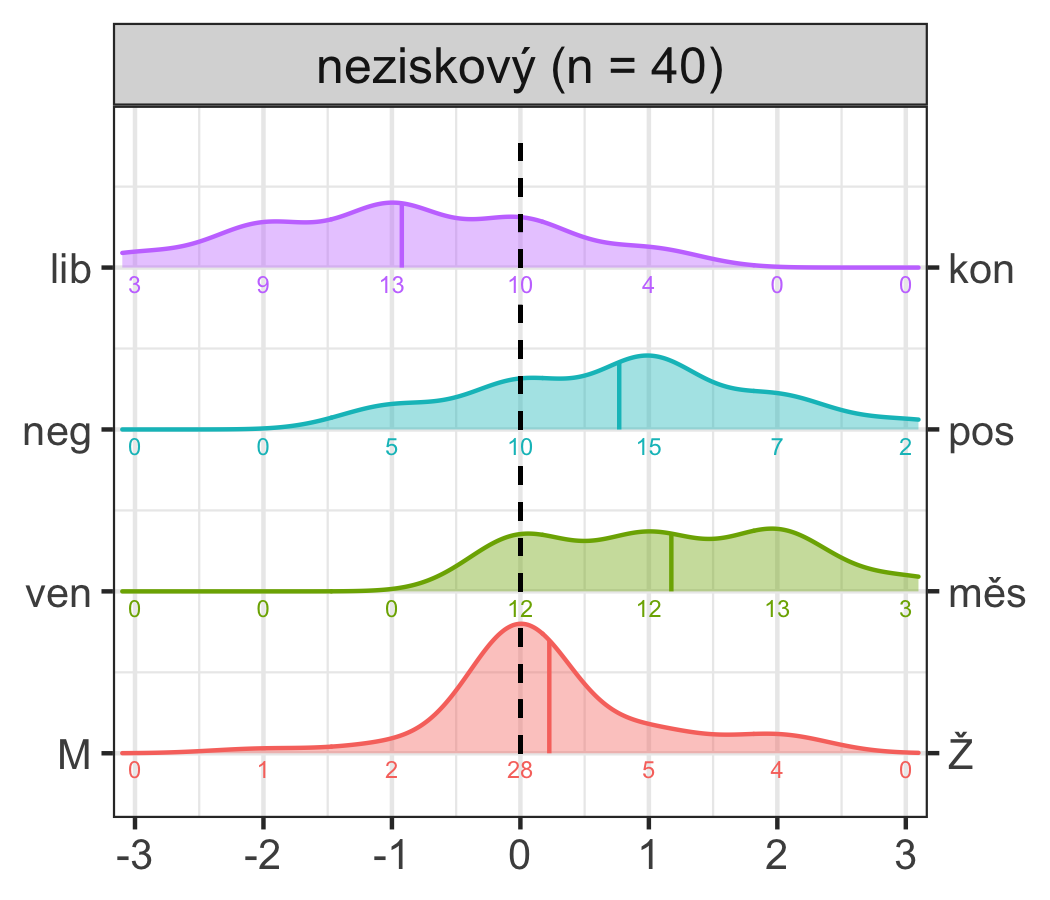 neziskový (n = 40)
lib kon
3 9 13 10 4 0 0
neg pos
0 0 5 10 15 7 2
ven měs
0 0 0 12 12 13 3
M Ž
0 1 2 28 5 4 0
-3 -2 -1 0 1 2 3